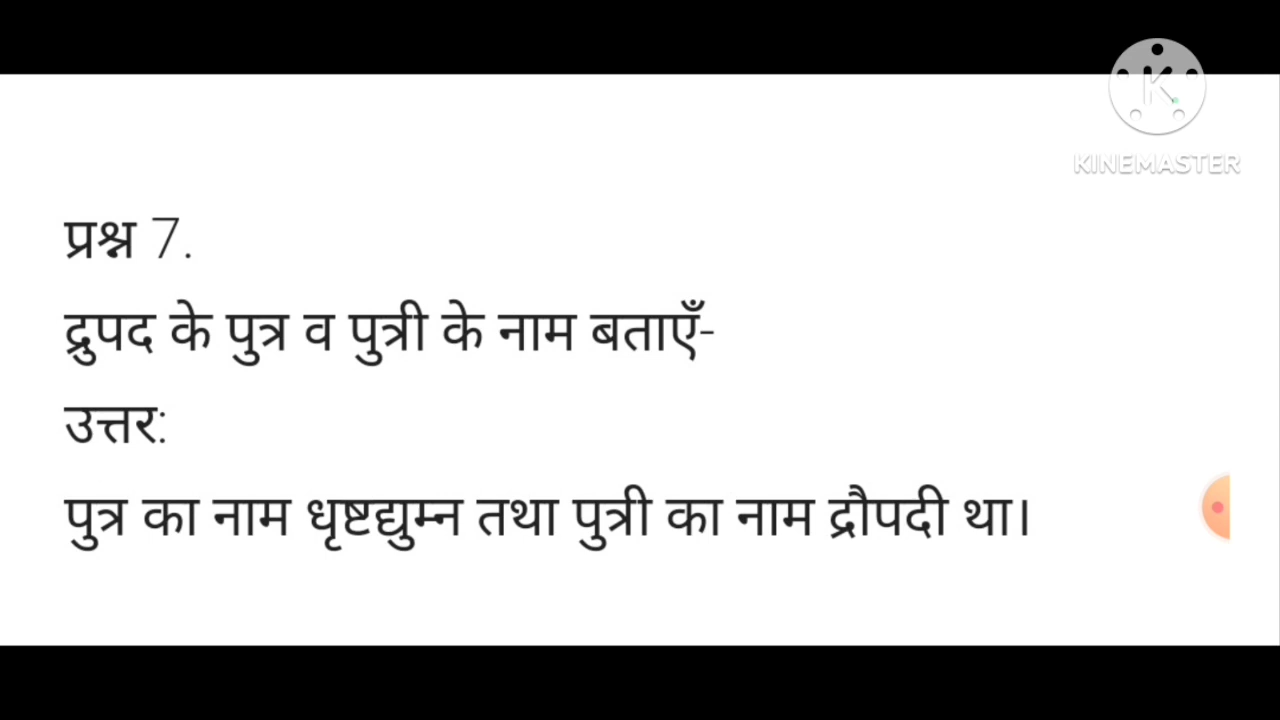 KINEMASTER
प्रश्न 7.
द्रुपद के पुत्र व पुत्री के नाम बताएँ-
उत्तर:
पुत्र का नाम धृष्टद्युम्न तथा पुत्री का नाम द्रौपदी था।